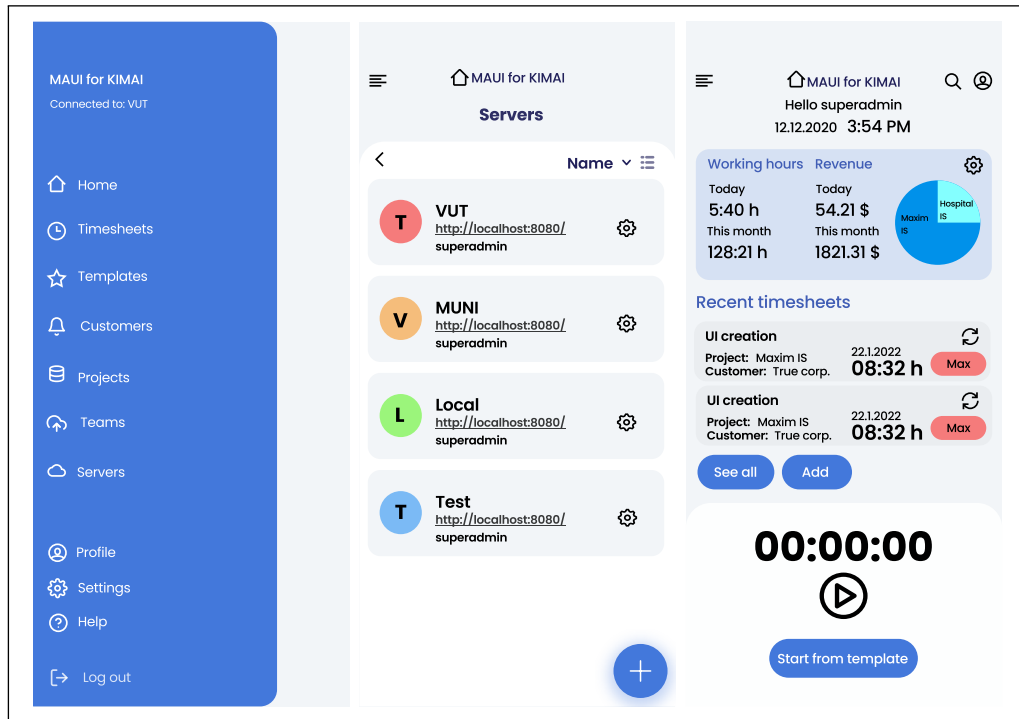 MAUI for KIMAI
Connected to: VUT
Home
Timesheets
Templates
Customers
Projects
Teams
Servers
Profile
Settings
Help
Log out
MAUI for KIMAI
Servers
Name
T
VUT
http://localhost:8080/
superadmin
V
MUNI
http://localhost:8080/
superadmin
L
Local
http://localhost:8080/
superadmin
T
Test
http://localhost:8080/
superadmin
MAUI for KIMAI
Hello superadmin
12.12.2020 3:54 PM
Working hours Revenue
Today Today
5:40 h 54.21 $
This month This month
128:21 h 1821.31 $
Hospital
IS
Maxim
IS
Recent timesheets
UI creation
Project: Maxim IS
Customer: True corp.
22.1.2022
08:32 h
Max
UI creation
Project: Maxim IS
Customer: True corp.
22.1.2022
08:32 h
Max
See all Add
00:00:00
Start from template